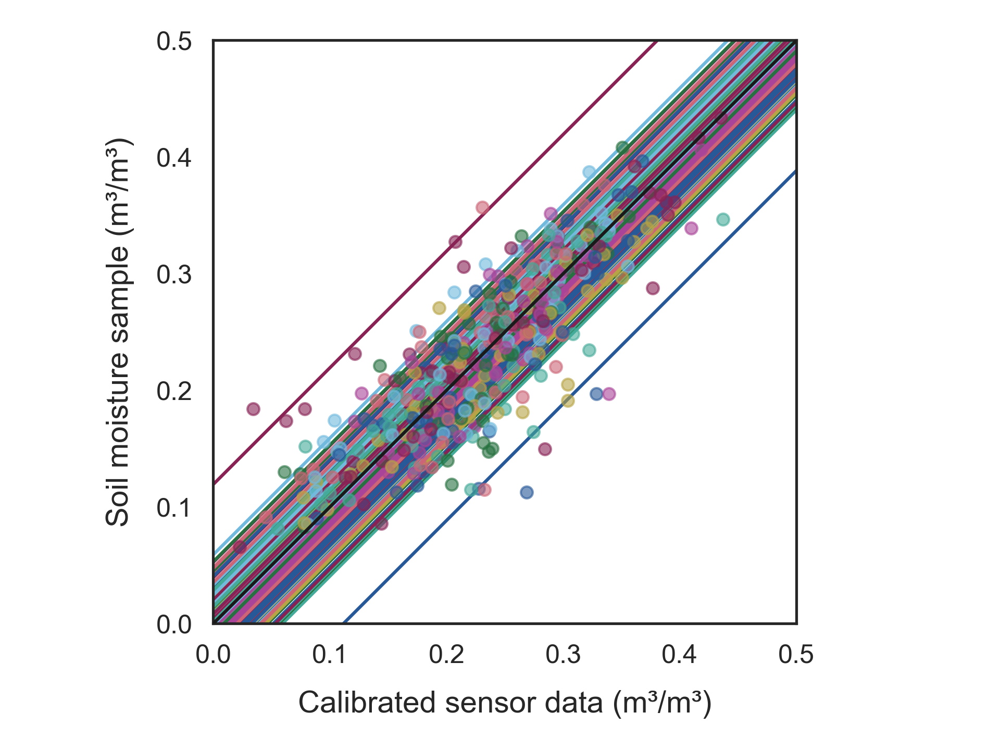 0.5
0.4
0.3
0.2
0.1
0.0
Soil moisture sample (m³/m³)
0.0 0.1 0.2 0.3 0.4 0.5
Calibrated sensor data (m³/m³)